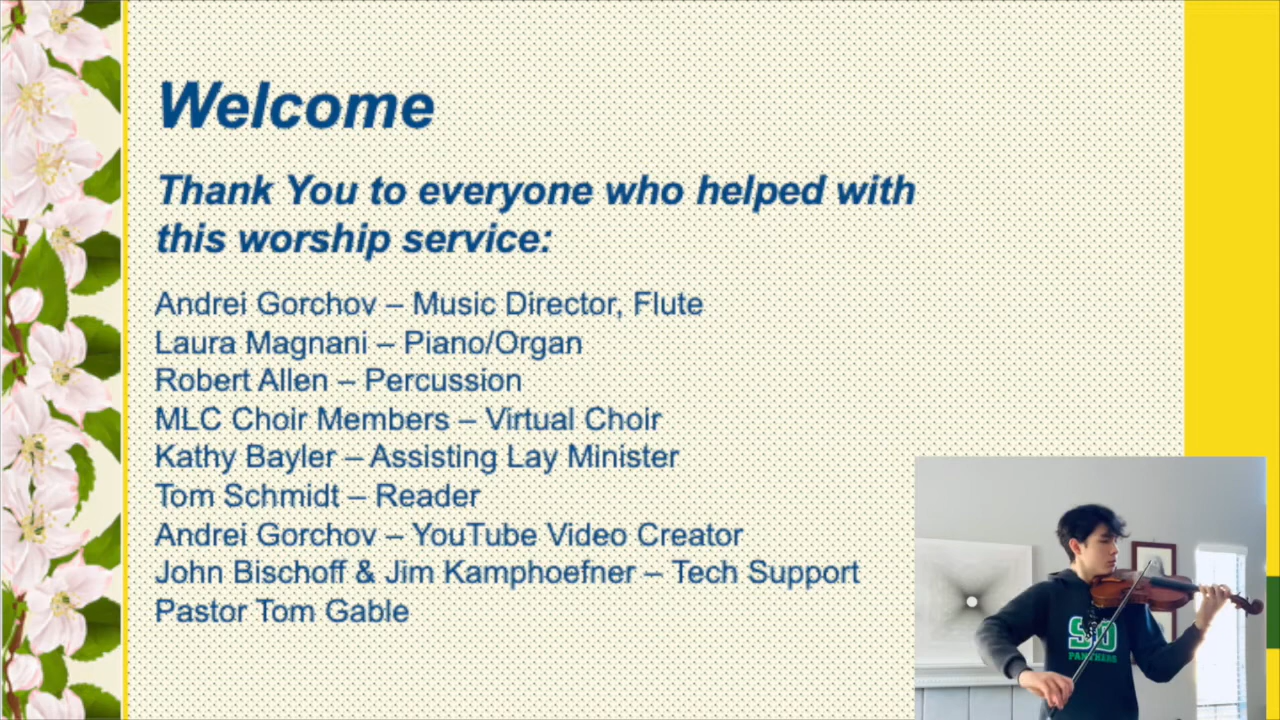 Welcome
Thank You to everyone who helped with
this worship service:
Andrei Gorchov – Music Director, Flute
Laura Magnani – Piano/Organ
Robert Allen – Percussion
MLC Choir Members – Virtual Choir
Kathy Bayler – Assisting Lay Minister
Tom Schmidt – Reader
Andrei Gorchov – YouTube Video Creator
John Bischoff & Jim Kamphoefner – Tech Support
Pastor Tom Gable
PANTHERS